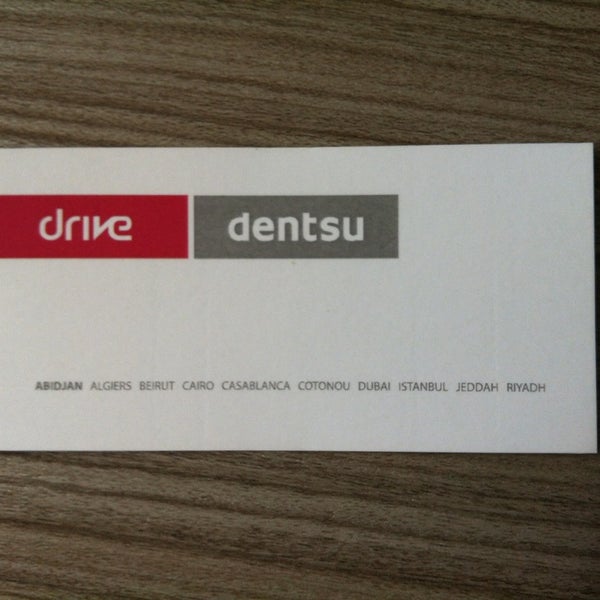 drive dentsu
ABIDJAN ALGIERS BEIRUT CAIRO CASABLANCA COTONOU DUBAI ISTANBUL JEDDAH RIYADH